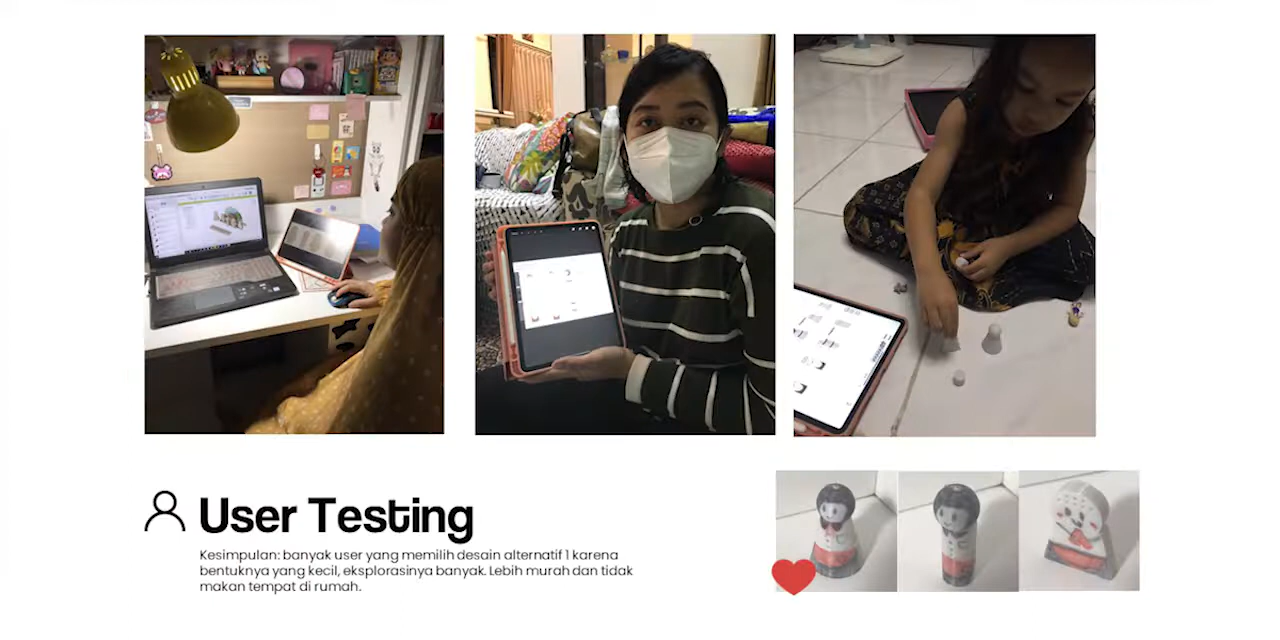 User Testing
Kesimpulan: banyak user yang memilih desain alternatif 1 karena
bentuknya yang kecil, eksplorasinya banyak. Lebih murah dan tidak
makan tempat di rumah.